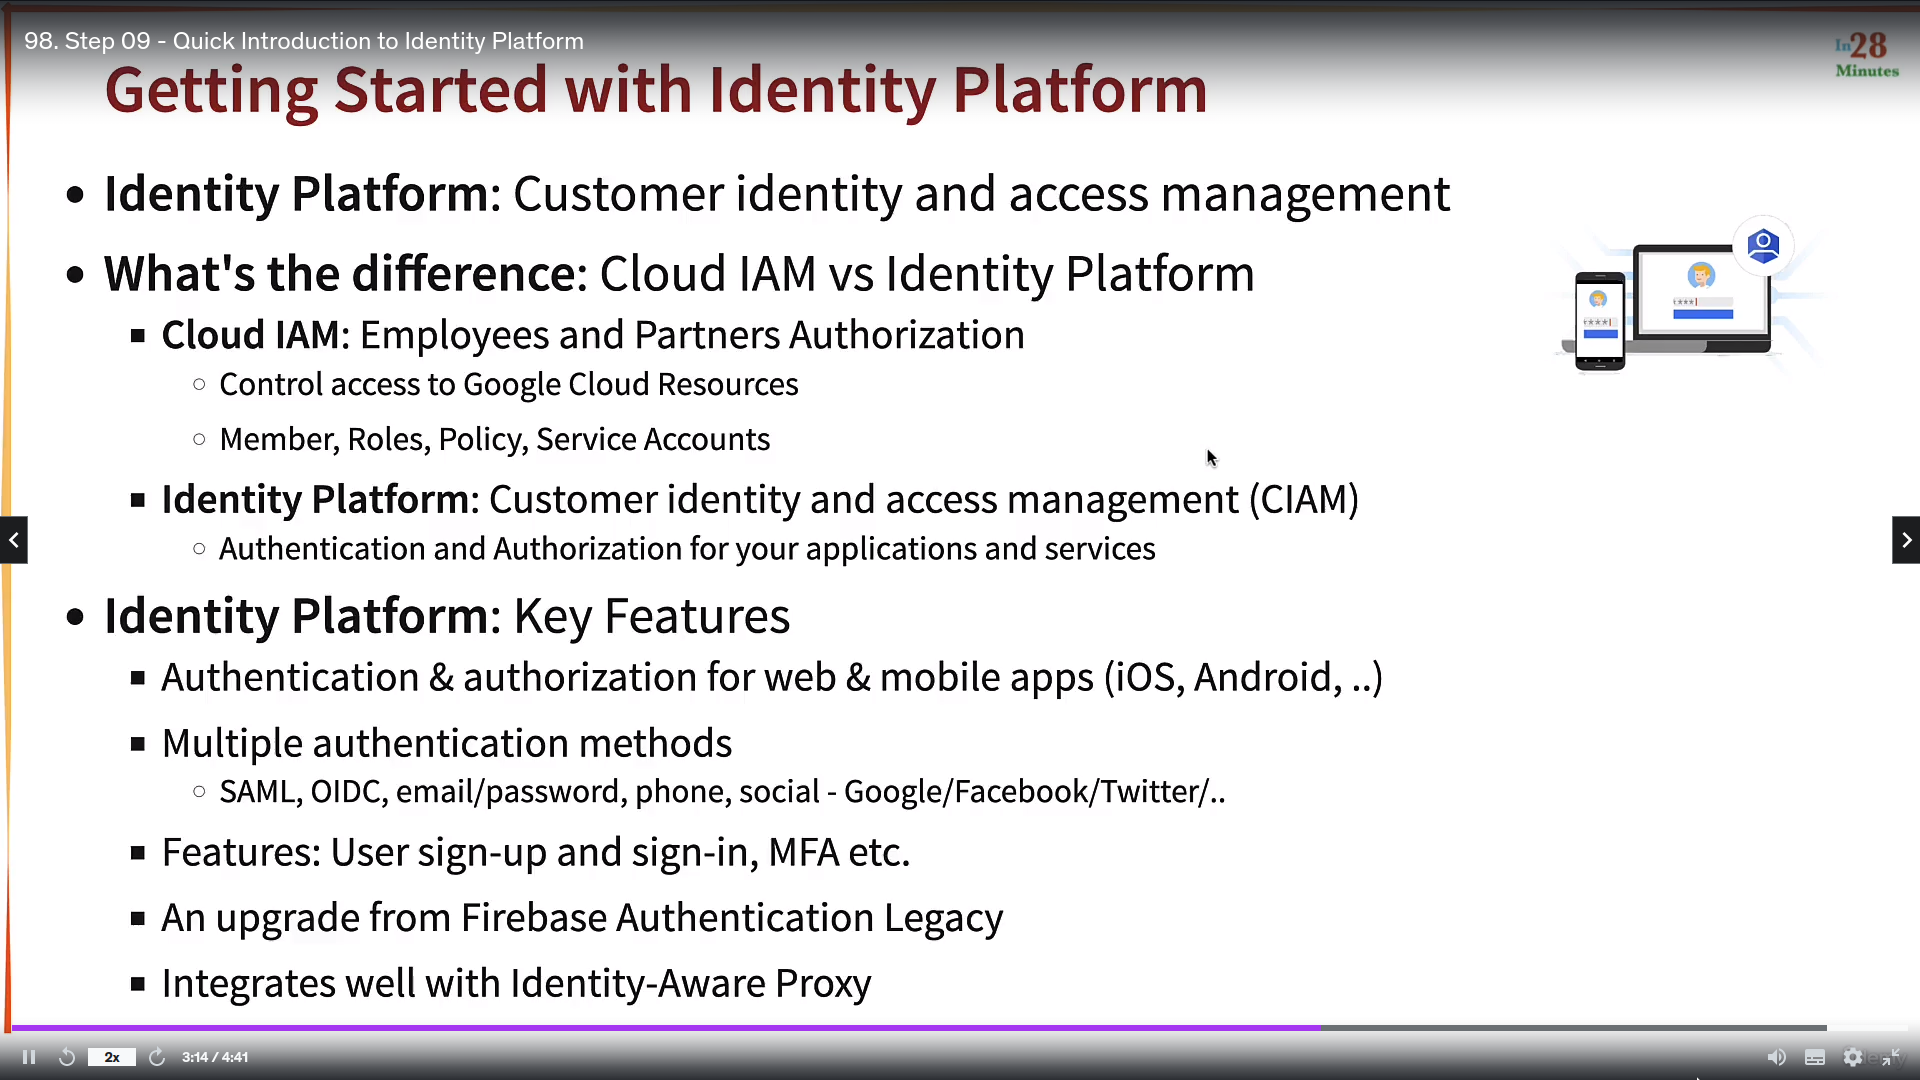 98. Step 09 - Quick Introduction to Identity Platform
In28
Minutes
Getting Started with Identity Platform
Identity Platform: Customer identity and access management
What's the difference: Cloud IAM vs Identity Platform
Cloud IAM: Employees and Partners Authorization
Control access to Google Cloud Resources
Member, Roles, Policy, Service Accounts
Identity Platform: Customer identity and access management (CIAM)
Authentication and Authorization for your applications and services
Identity Platform: Key Features
Authentication & authorization for web & mobile apps (iOS, Android, ..)
Multiple authentication methods
SAML, OIDC, email/password, phone, social - Google/Facebook/Twitter/..
Features: User sign-up and sign-in, MFA etc.
An upgrade from Firebase Authentication Legacy
Integrates well with Identity-Aware Proxy
2x
3:14 / 4:41